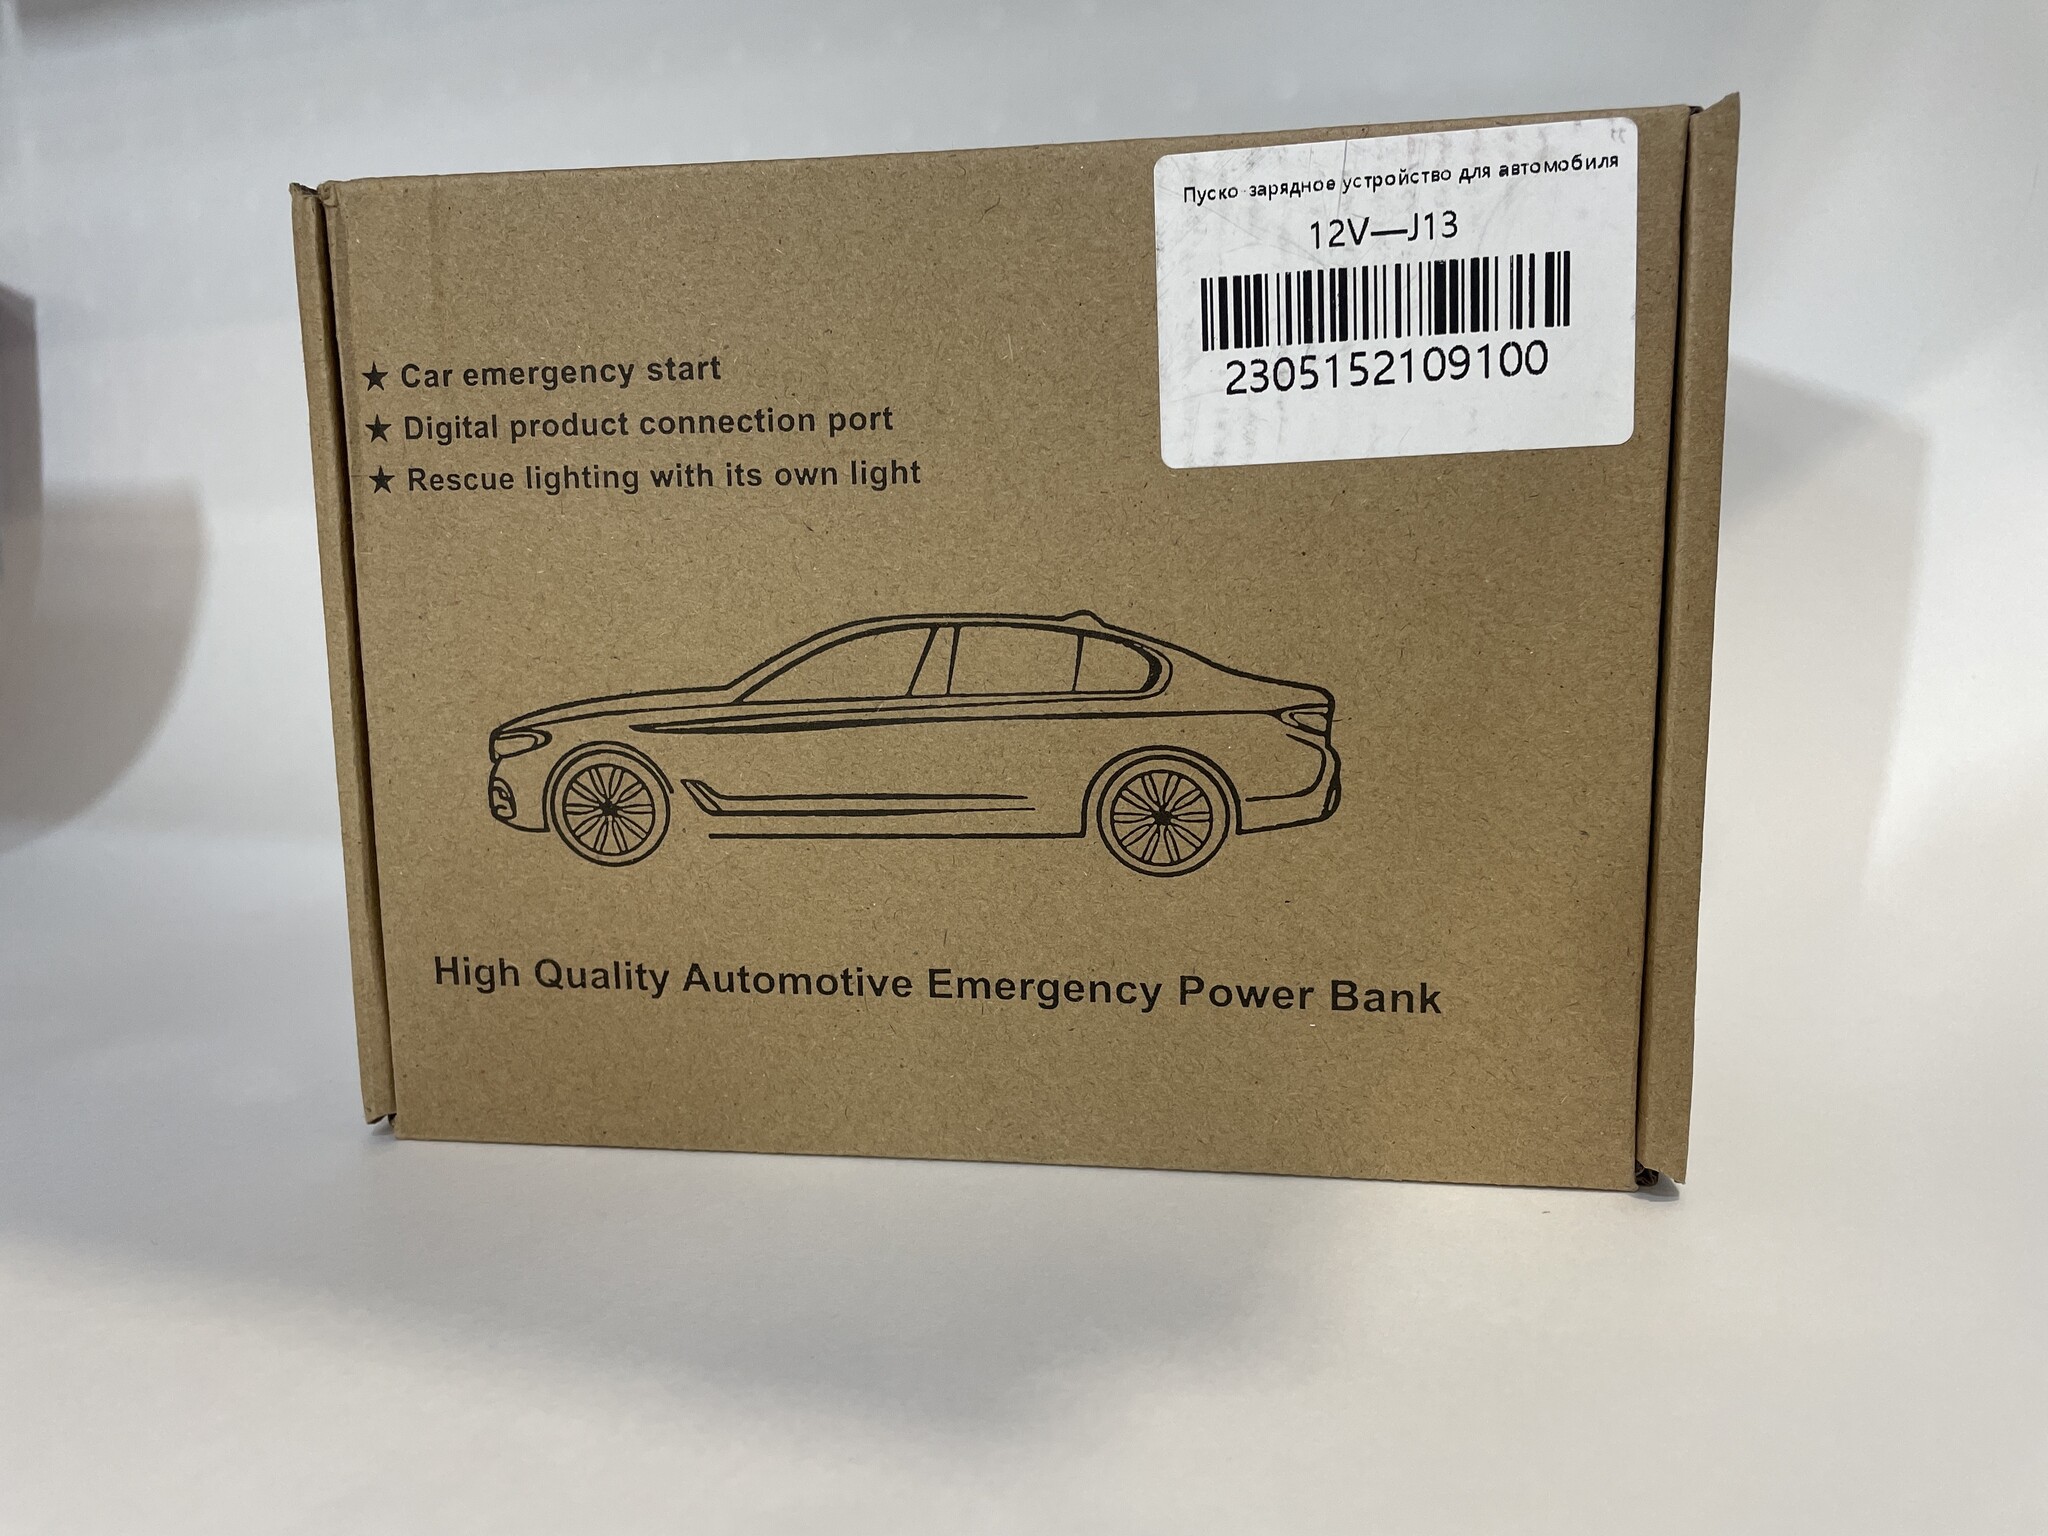 Пуско-зарядное устройство для автомобиля
12V—J13
2305152109100
★ Car emergency start
★ Digital product connection port
★ Rescue lighting with its own light
High Quality Automotive Emergency Power Bank